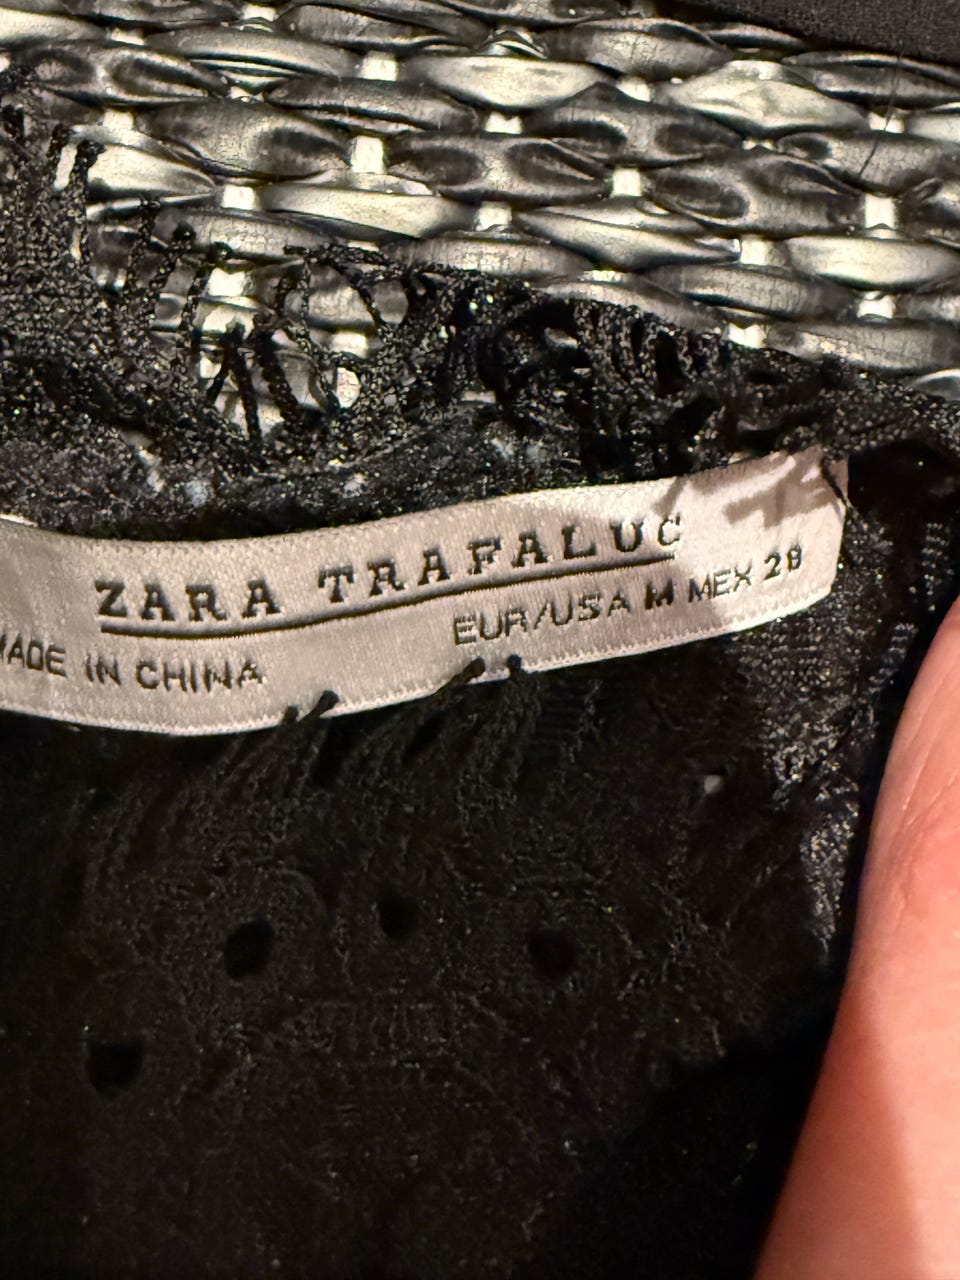 ZARA TRAFALUC
EUR/USA M MEX 28
MADE IN CHINA